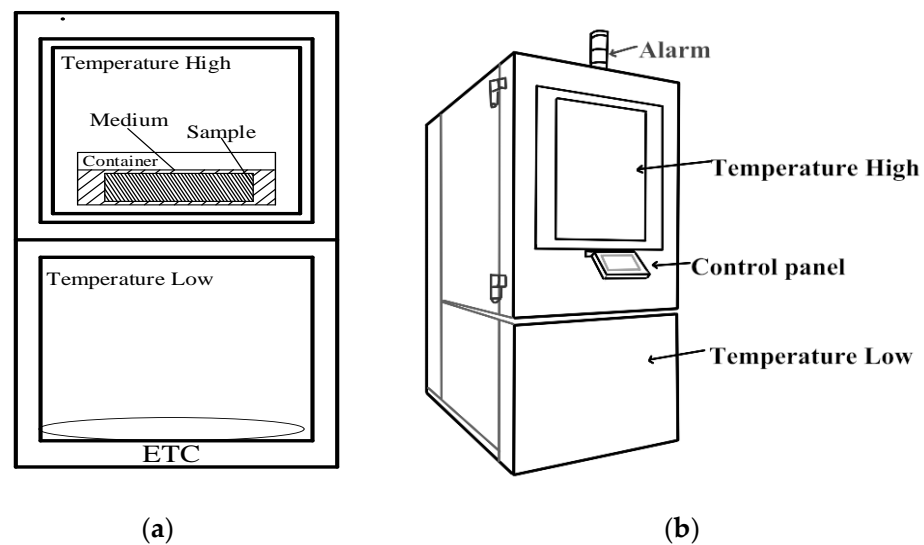 Temperature High
Medium
Sample
Container
Temperature Low
ETC
(a)
Alarm
Temperature High
Control panel
Temperature Low
(b)